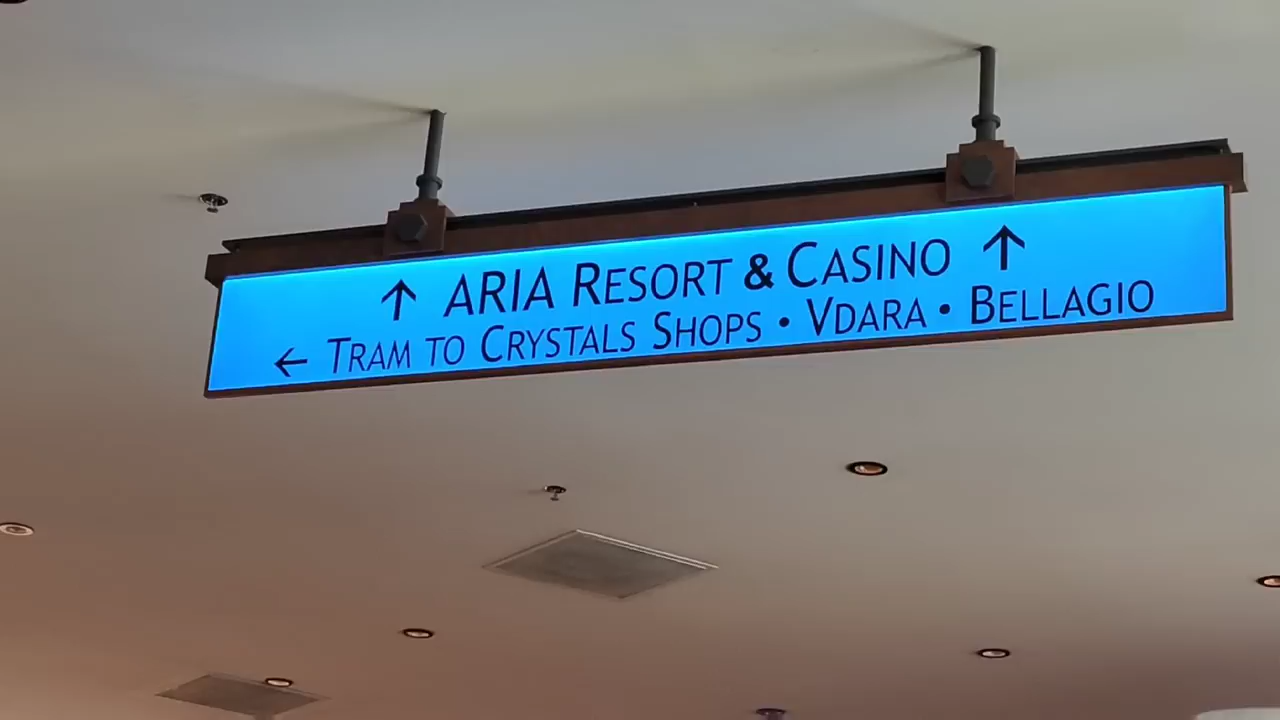 ↑ ARIA RESORT & CASINO ↑
← TRAM TO CRYSTALS SHOPS • VDARA • BELLAGIO